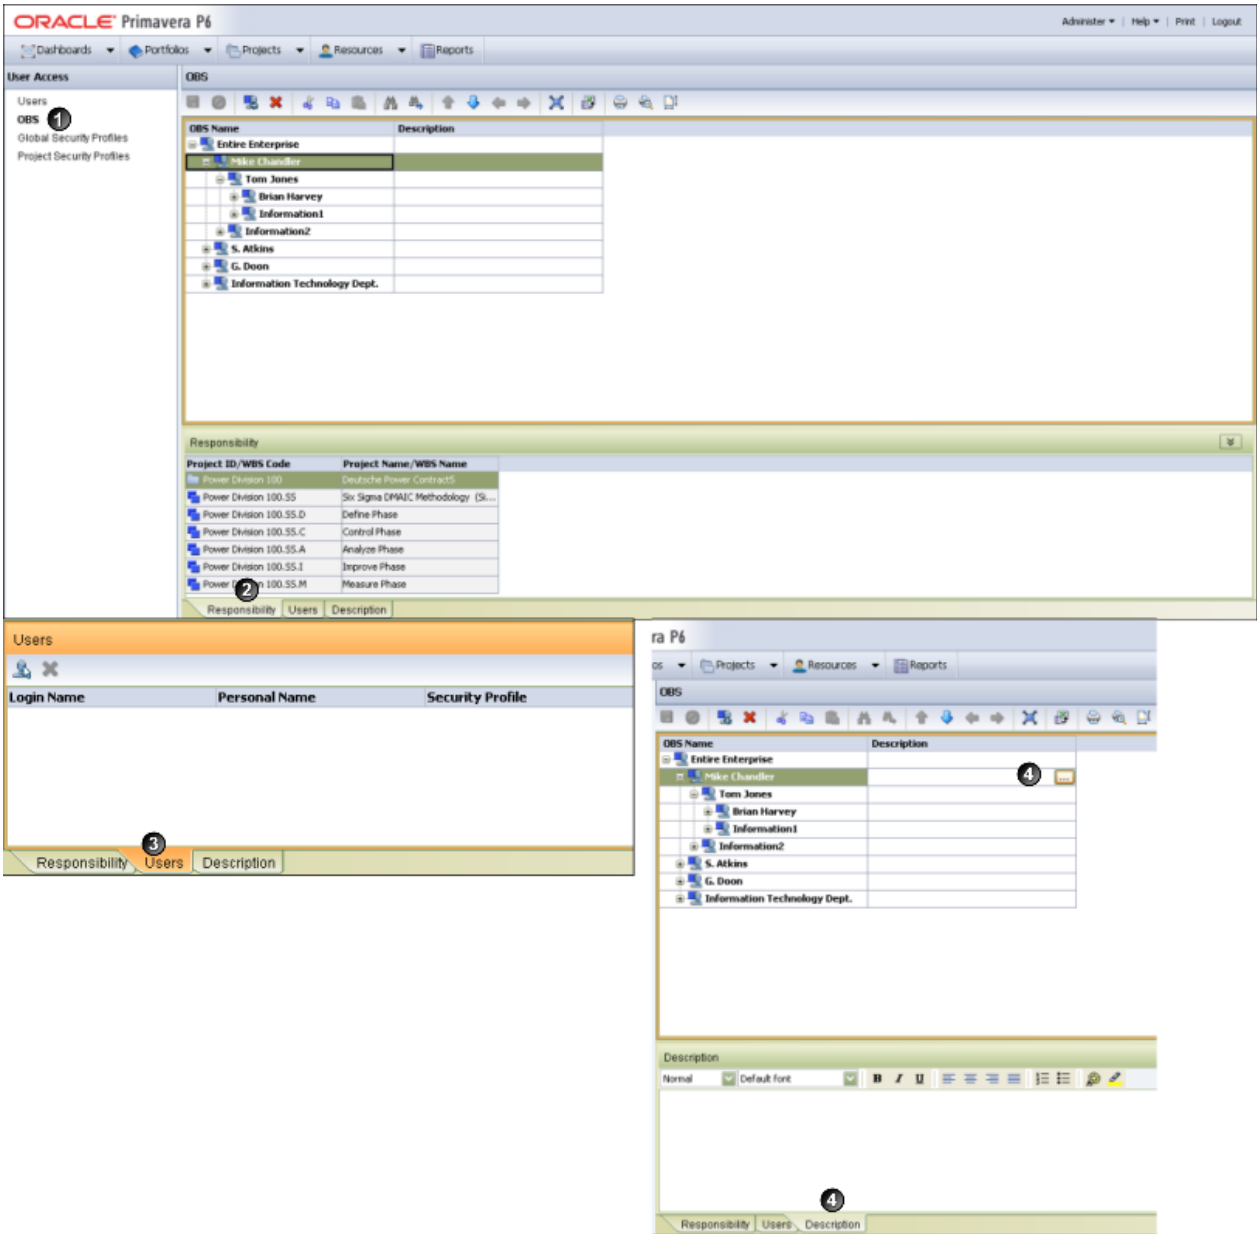 ORACLE Primavera P6
Administer | Help | Print | Logout
Dashboards Portfolios Projects Resources Reports
User Access
OBS
Users
OBS 1
Global Security Profiles
Project Security Profiles
OBS Name Description
Entire Enterprise
Mike Chandler
Tom Jones
Brian Harvey
Information1
Information2
S. Atkins
G. Doon
Information Technology Dept.
Responsibility
Project ID/WBS Code Project Name/WBS Name
Power Division 100 Deutsche Power Contract5
Power Division 100.SS Six Sigma DMAIC Methodology (Si...
Power Division 100.SS.D Define Phase
Power Division 100.SS.C Control Phase
Power Division 100.SS.A Analyze Phase
Power Division 100.SS.I Improve Phase
Power Division 100.SS.M Measure Phase
2
Responsibility Users Description
Users
Login Name Personal Name Security Profile
3
Responsibility Users Description
ra P6
os Projects Resources Reports
OBS
OBS Name Description
Entire Enterprise
Mike Chandler 4 ...
Tom Jones
Brian Harvey
Information1
Information2
S. Atkins
G. Doon
Information Technology Dept.
Description
Normal Default font B I U
4
Responsibility Users Description